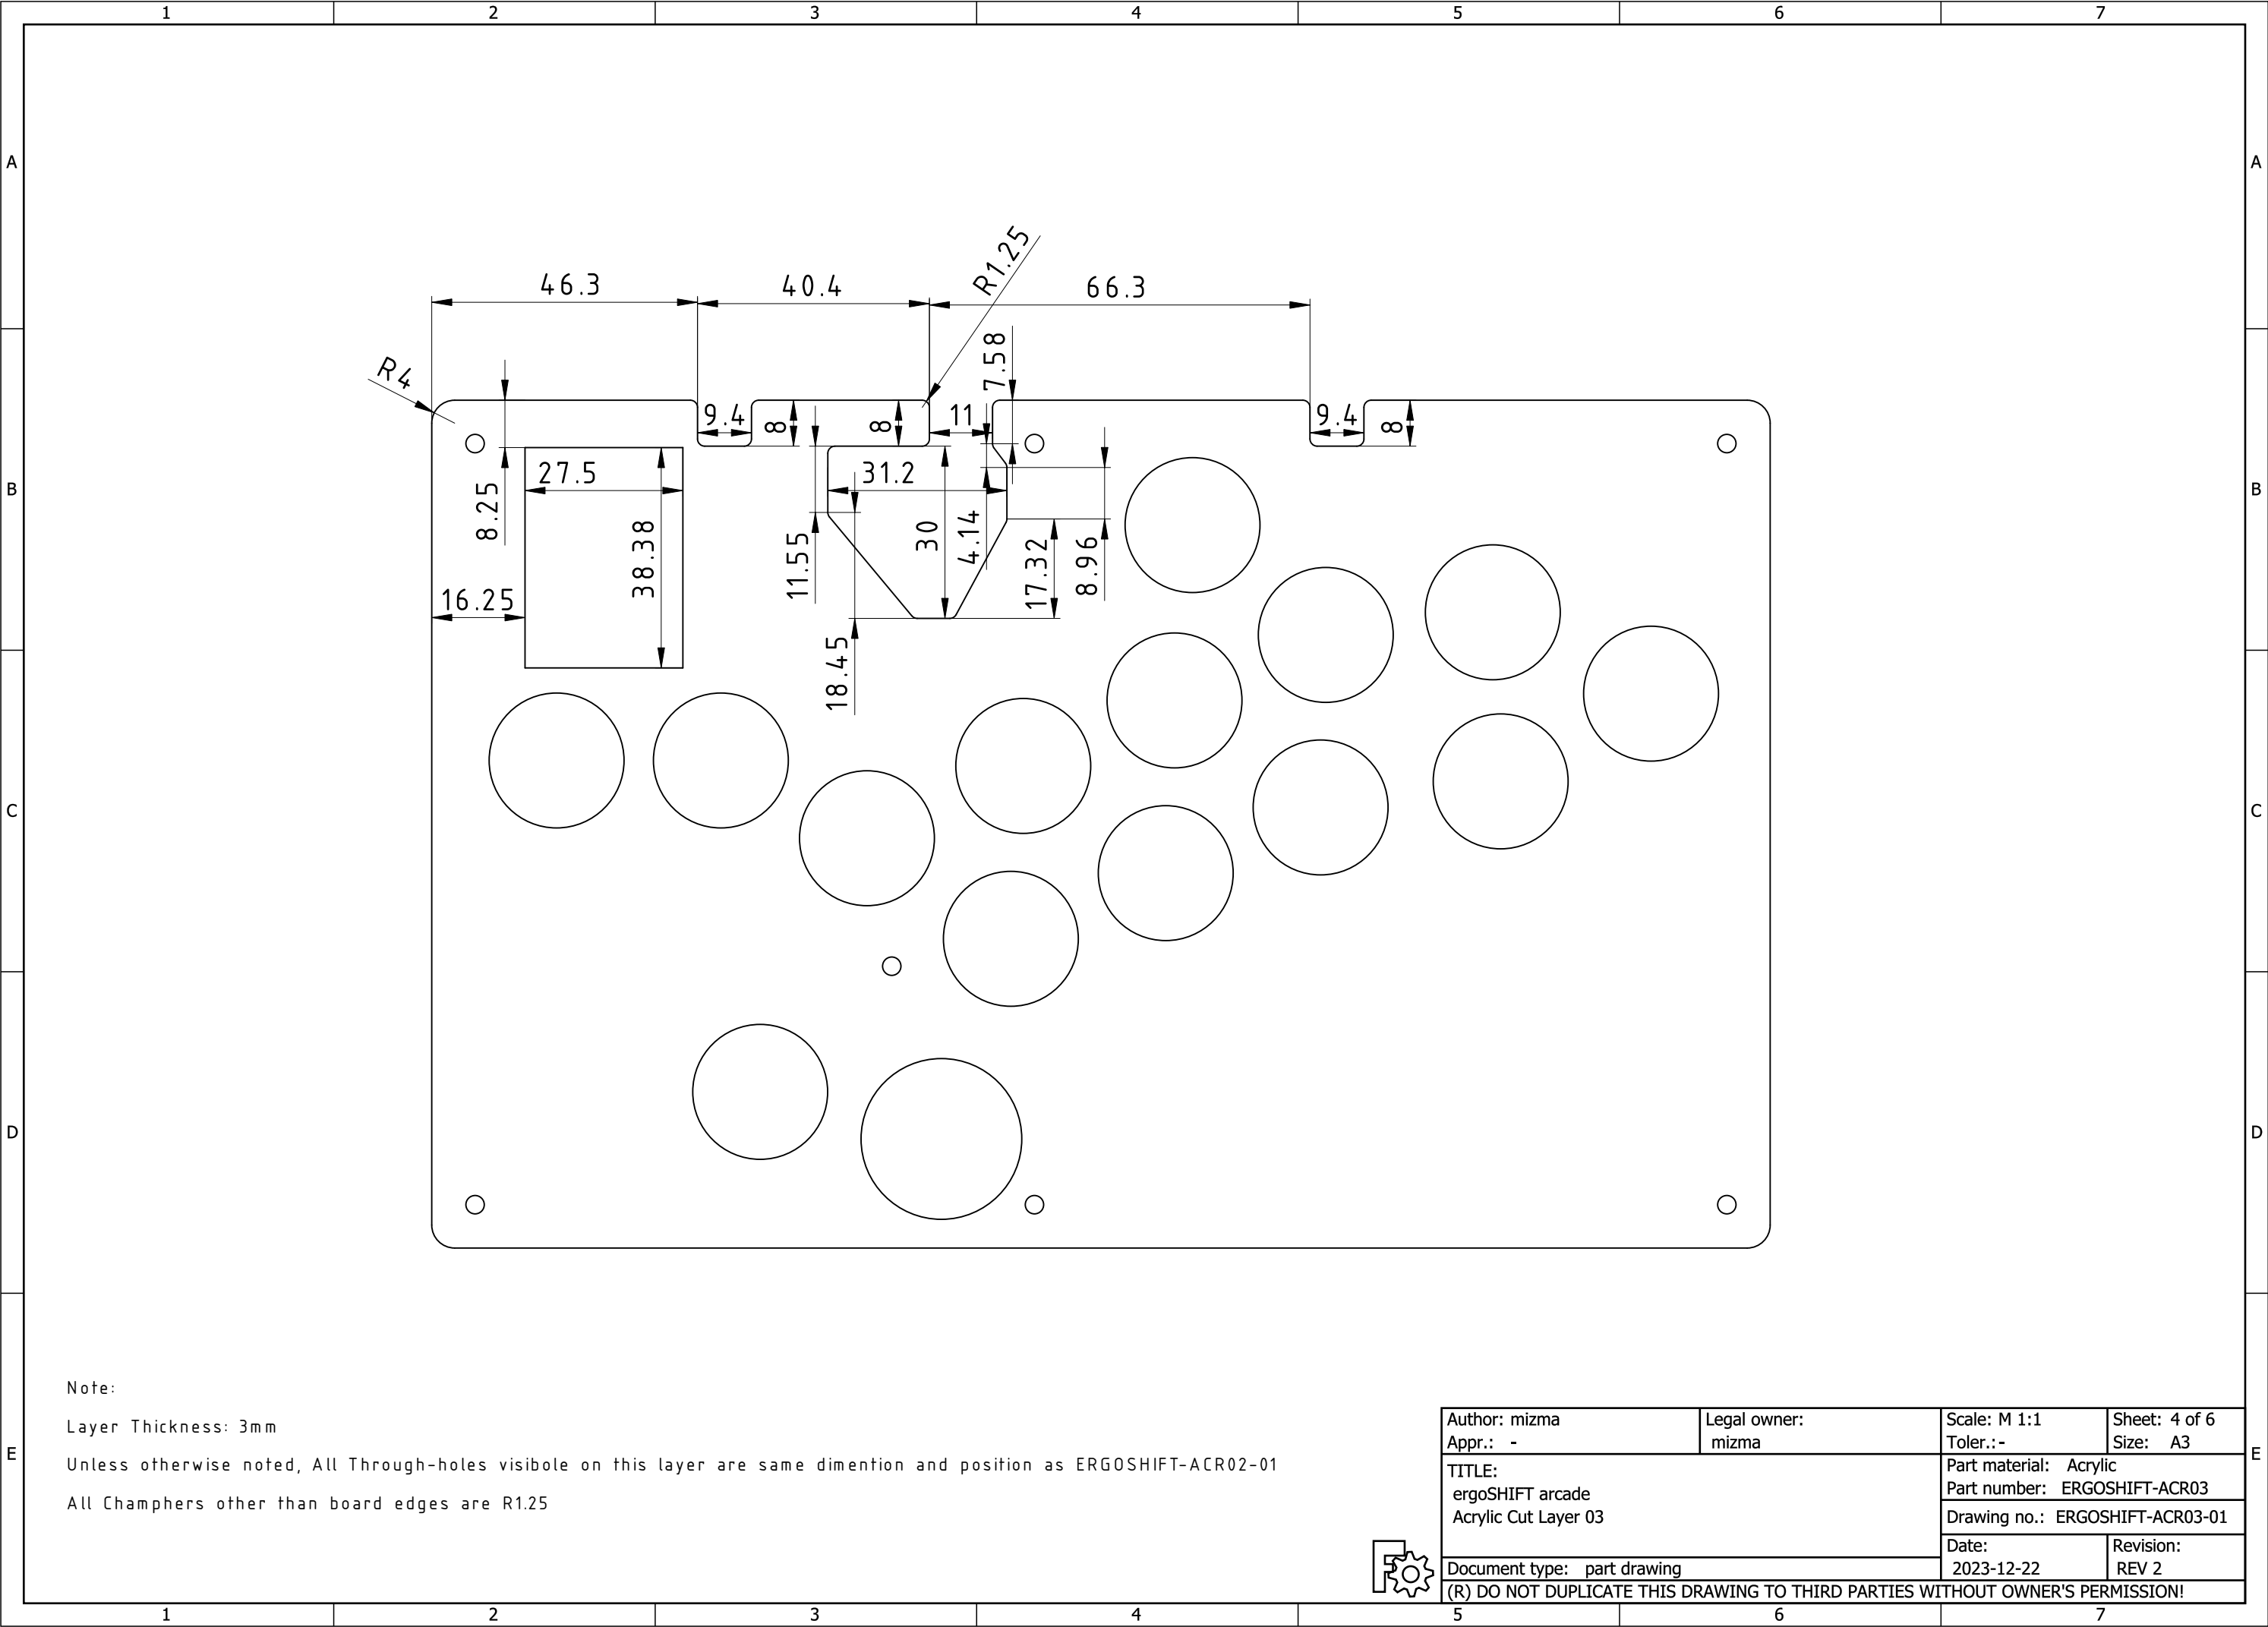 1 2 3 4 5 6 7
A A
46.3
40.4
R1.25
66.3
R4
7.58
9.4
8
8
11
9.4
8
B B
27.5
31.2
8.25
38.38
11.55
30
4.14
17.32
8.96
16.25
18.45
C C
D D
Note:
Layer Thickness: 3mm
Unless otherwise noted, All Through-holes visibole on this layer are same dimention and position as ERGOSHIFT-ACR02-01
All Champhers other than board edges are R1.25
E E
Author: mizma
Appr.: -
Legal owner:
mizma
Scale: M 1:1
Toler.:-
Sheet: 4 of 6
Size: A3
TITLE:
ergoSHIFT arcade
Acrylic Cut Layer 03
Part material: Acrylic
Part number: ERGOSHIFT-ACR03
Drawing no.: ERGOSHIFT-ACR03-01
Date:
2023-12-22
Revision:
REV 2
Document type: part drawing
(R) DO NOT DUPLICATE THIS DRAWING TO THIRD PARTIES WITHOUT OWNER'S PERMISSION!
1 2 3 4 5 6 7